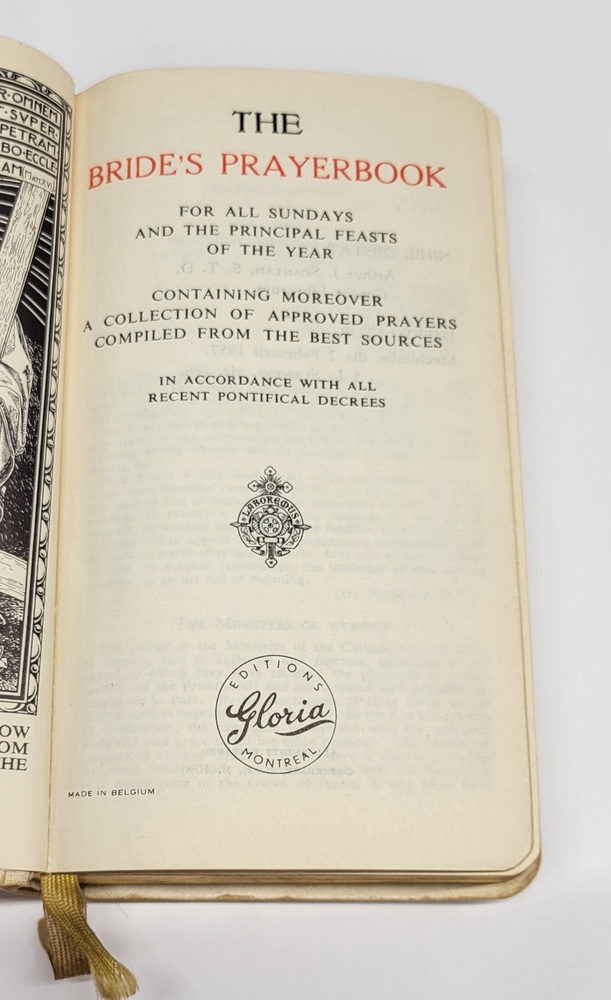 R·OMNEM
·SVPER·
PETRAM
BO·ECCLE
AM (Matt XVI
OW
OM
HE
THE
BRIDE'S PRAYERBOOK
FOR ALL SUNDAYS
AND THE PRINCIPAL FEASTS
OF THE YEAR
CONTAINING MOREOVER
A COLLECTION OF APPROVED PRAYERS
COMPILED FROM THE BEST SOURCES
IN ACCORDANCE WITH ALL
RECENT PONTIFICAL DECREES
LABOREMUS
EDITIONS
Gloria
MONTREAL
MADE IN BELGIUM